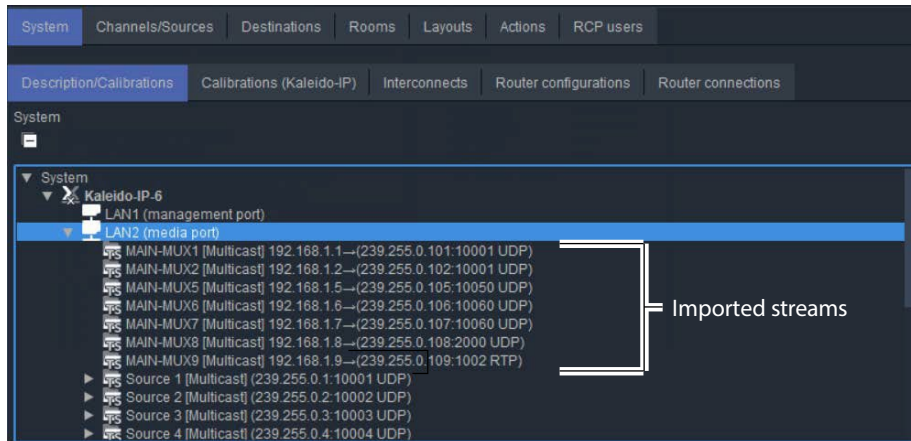 System Channels/Sources Destinations Rooms Layouts Actions RCP users
Description/Calibrations Calibrations (Kaleido-IP) Interconnects Router configurations Router connections
System
System
Kaleido-IP-6
LAN1 (management port)
LAN2 (media port)
MAIN-MUX1 [Multicast] 192.168.1.1→(239.255.0.101:10001 UDP)
MAIN-MUX2 [Multicast] 192.168.1.2→(239.255.0.102:10001 UDP)
MAIN-MUX5 [Multicast] 192.168.1.5→(239.255.0.105:10050 UDP)
MAIN-MUX6 [Multicast] 192.168.1.6→(239.255.0.106:10060 UDP)
Imported streams
MAIN-MUX7 [Multicast] 192.168.1.7→(239.255.0.107:10060 UDP)
MAIN-MUX8 [Multicast] 192.168.1.8→(239.255.0.108:2000 UDP)
MAIN-MUX9 [Multicast] 192.168.1.9→(239.255.0.109:1002 RTP)
Source 1 [Multicast] (239.255.0.1:10001 UDP)
Source 2 [Multicast] (239.255.0.2:10002 UDP)
Source 3 [Multicast] (239.255.0.3:10003 UDP)
Source 4 [Multicast] (239.255.0.4:10004 UDP)